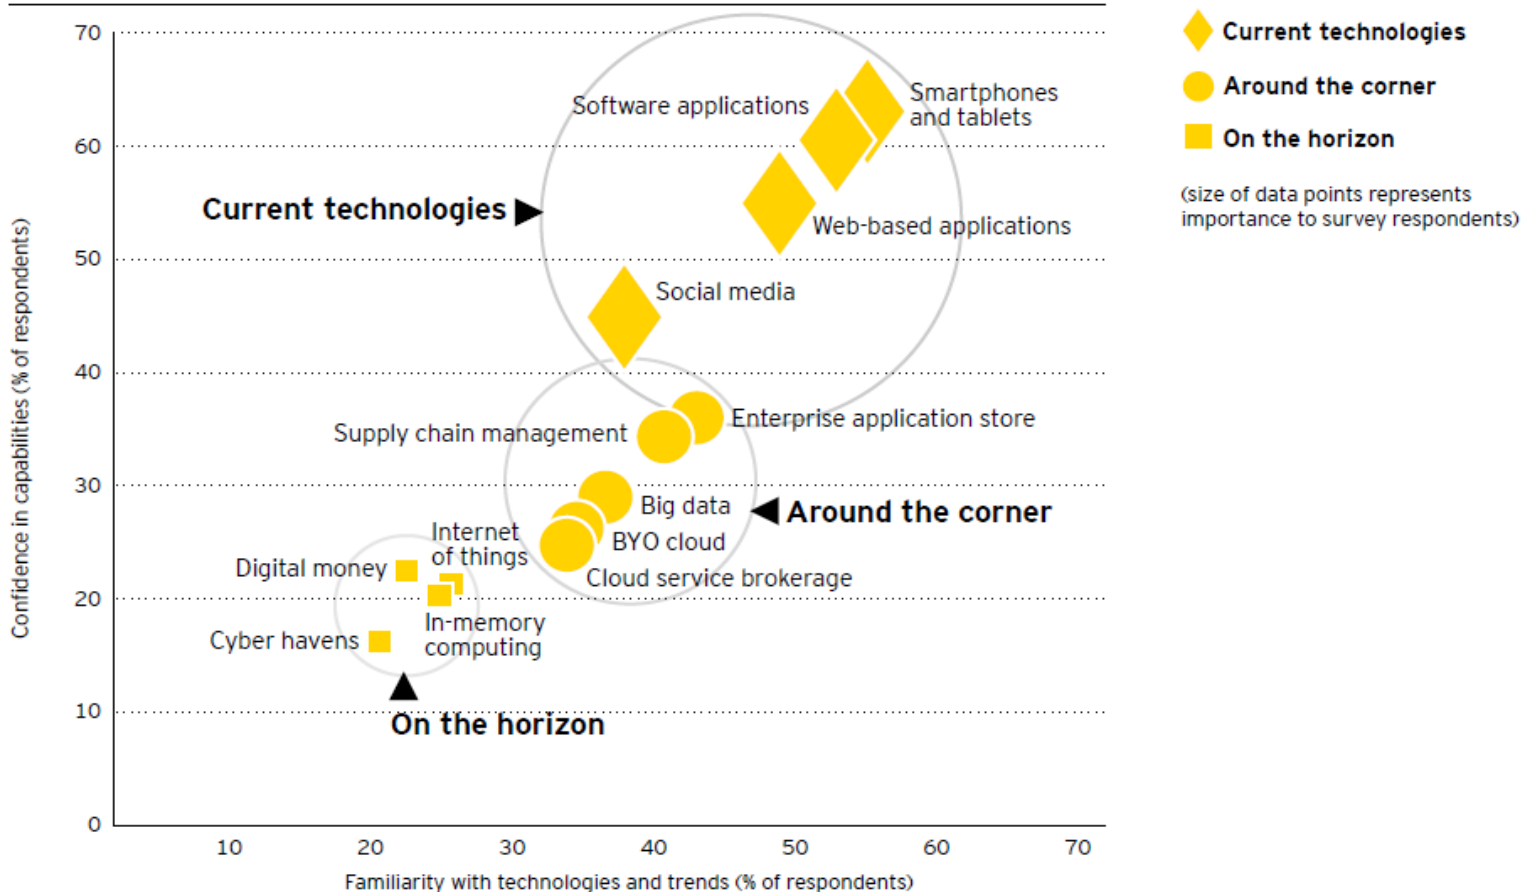 70
60
50
40
30
20
10
0
Confidence in capabilities (% of respondents)
10 20 30 40 50 60 70
Familiarity with technologies and trends (% of respondents)
Software applications
Smartphones
and tablets
Current technologies
Web-based applications
Social media
Supply chain management
Enterprise application store
Big data
Around the corner
BYO cloud
Cloud service brokerage
Internet
of things
Digital money
In-memory
computing
Cyber havens
On the horizon
Current technologies
Around the corner
On the horizon
(size of data points represents
importance to survey respondents)